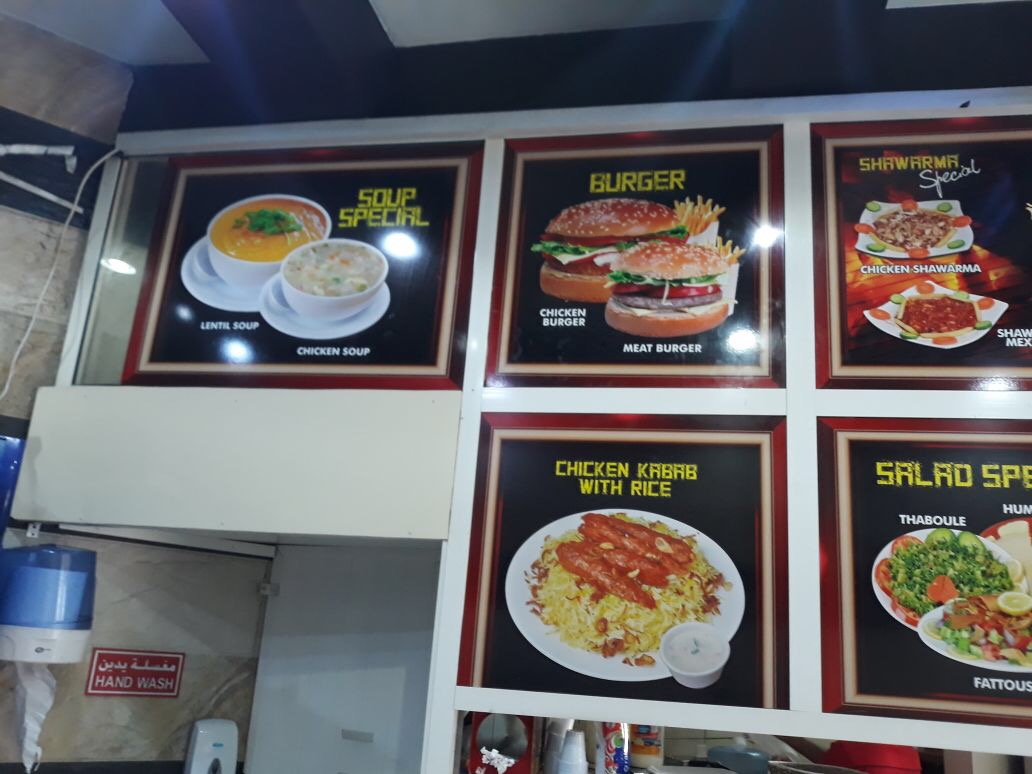 SOUP
SPECIAL
LENTIL SOUP
CHICKEN SOUP
BURGER
CHICKEN
BURGER
MEAT BURGER
SHAWARMA
Special
CHICKEN SHAWARMA
CHICKEN KABAB
WITH RICE
THABOULE
SALAD
مغسلة يدين
HAND WASH